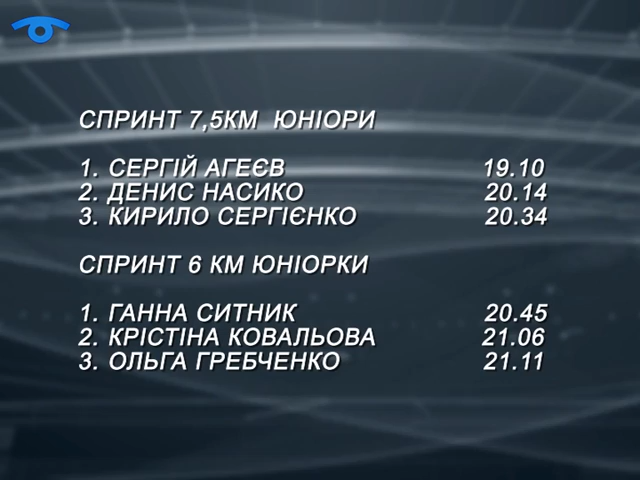 СПРИНТ 7,5КМ ЮНІОРИ
1. СЕРГІЙ АГЕЄВ 19.10
2. ДЕНИС НАСИКО 20.14
3. КИРИЛО СЕРГІЄНКО 20.34
СПРИНТ 6 КМ ЮНІОРКИ
1. ГАННА СИТНИК 20.45
2. КРІСТІНА КОВАЛЬОВА 21.06
3. ОЛЬГА ГРЕБЧЕНКО 21.11